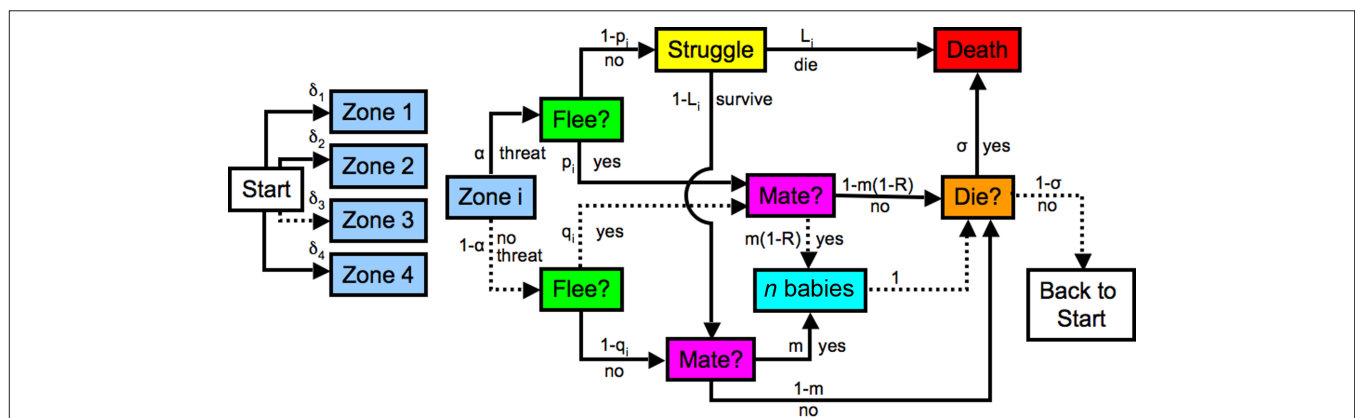 Start
δ1
Zone 1
δ2
Zone 2
δ3
Zone 3
δ4
Zone 4
Zone i
α threat
1-α no
threat
Flee?
1-pi
no
pi yes
Flee?
qi yes
1-qi
no
Struggle
Li
die
1-Li survive
Death
Mate?
1-m(1-R)
no
m(1-R) yes
n babies
1
Mate?
m yes
1-m
no
Die?
σ yes
1-σ
no
Back to
Start